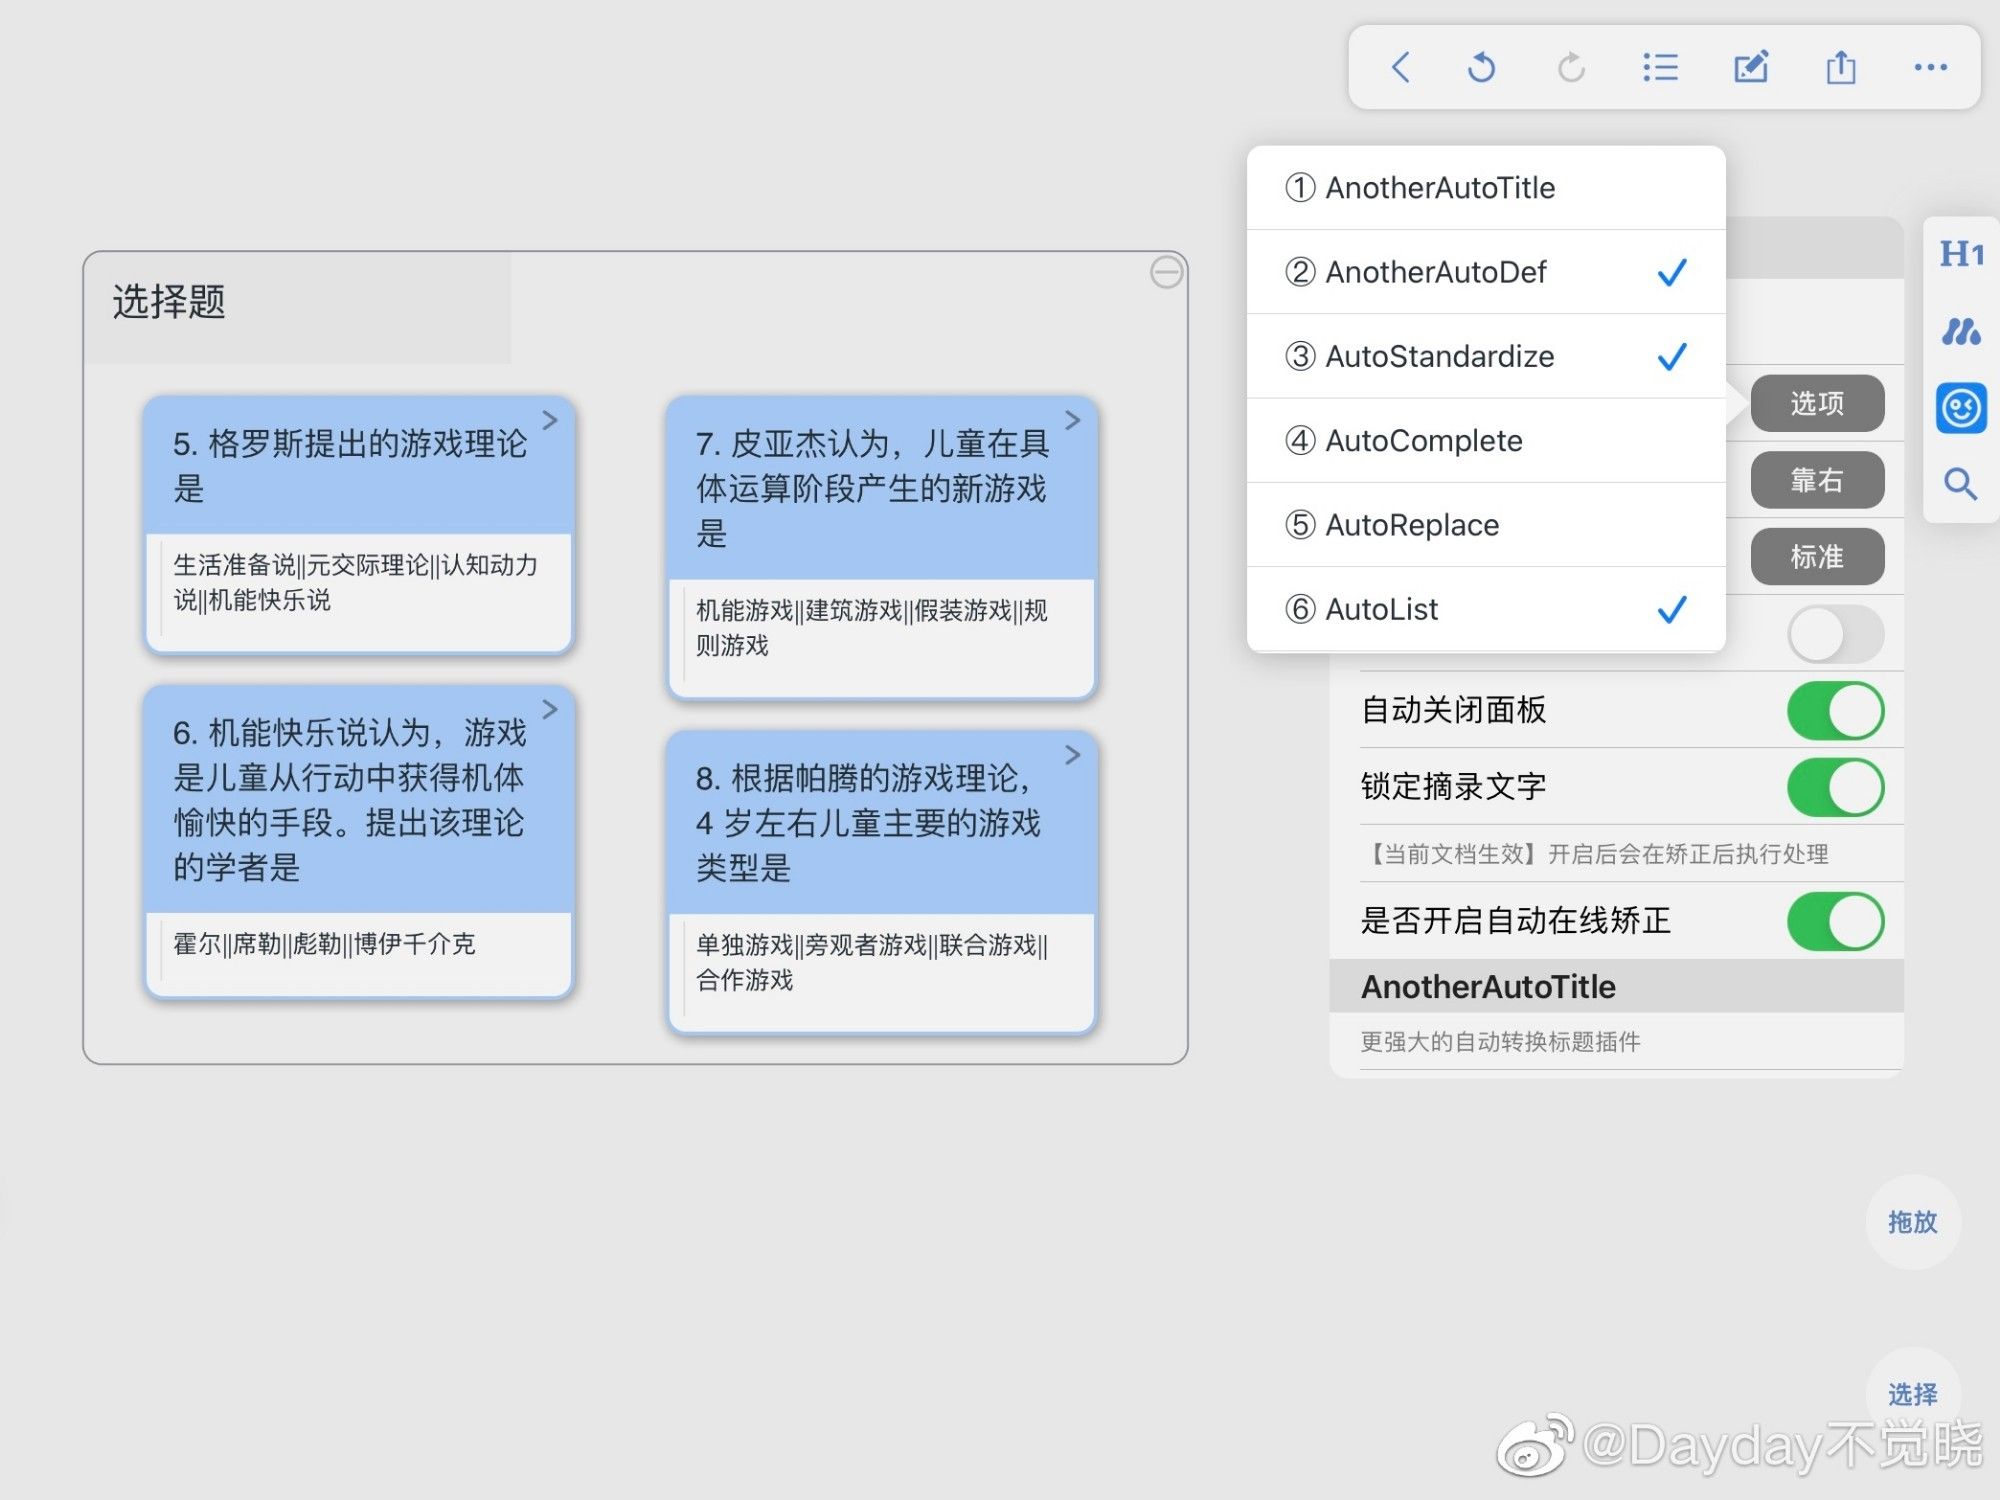 选择题
5. 格罗斯提出的游戏理论
是
生活准备说||元交际理论||认知动力
说||机能快乐说
6. 机能快乐说认为，游戏
是儿童从行动中获得机体
愉快的手段。提出该理论
的学者是
霍尔||席勒||彪勒||博伊千介克
7. 皮亚杰认为，儿童在具
体运算阶段产生的新游戏
是
机能游戏||建筑游戏||假装游戏||规
则游戏
8. 根据帕腾的游戏理论，
4 岁左右儿童主要的游戏
类型是
单独游戏||旁观者游戏||联合游戏||
合作游戏
① AnotherAutoTitle
② AnotherAutoDef
③ AutoStandardize
④ AutoComplete
⑤ AutoReplace
⑥ AutoList
选项
靠右
标准
自动关闭面板
锁定摘录文字
【当前文档生效】开启后会在矫正后执行处理
是否开启自动在线矫正
AnotherAutoTitle
更强大的自动转换标题插件
H1
拖放
选择
@Dayday不觉晓